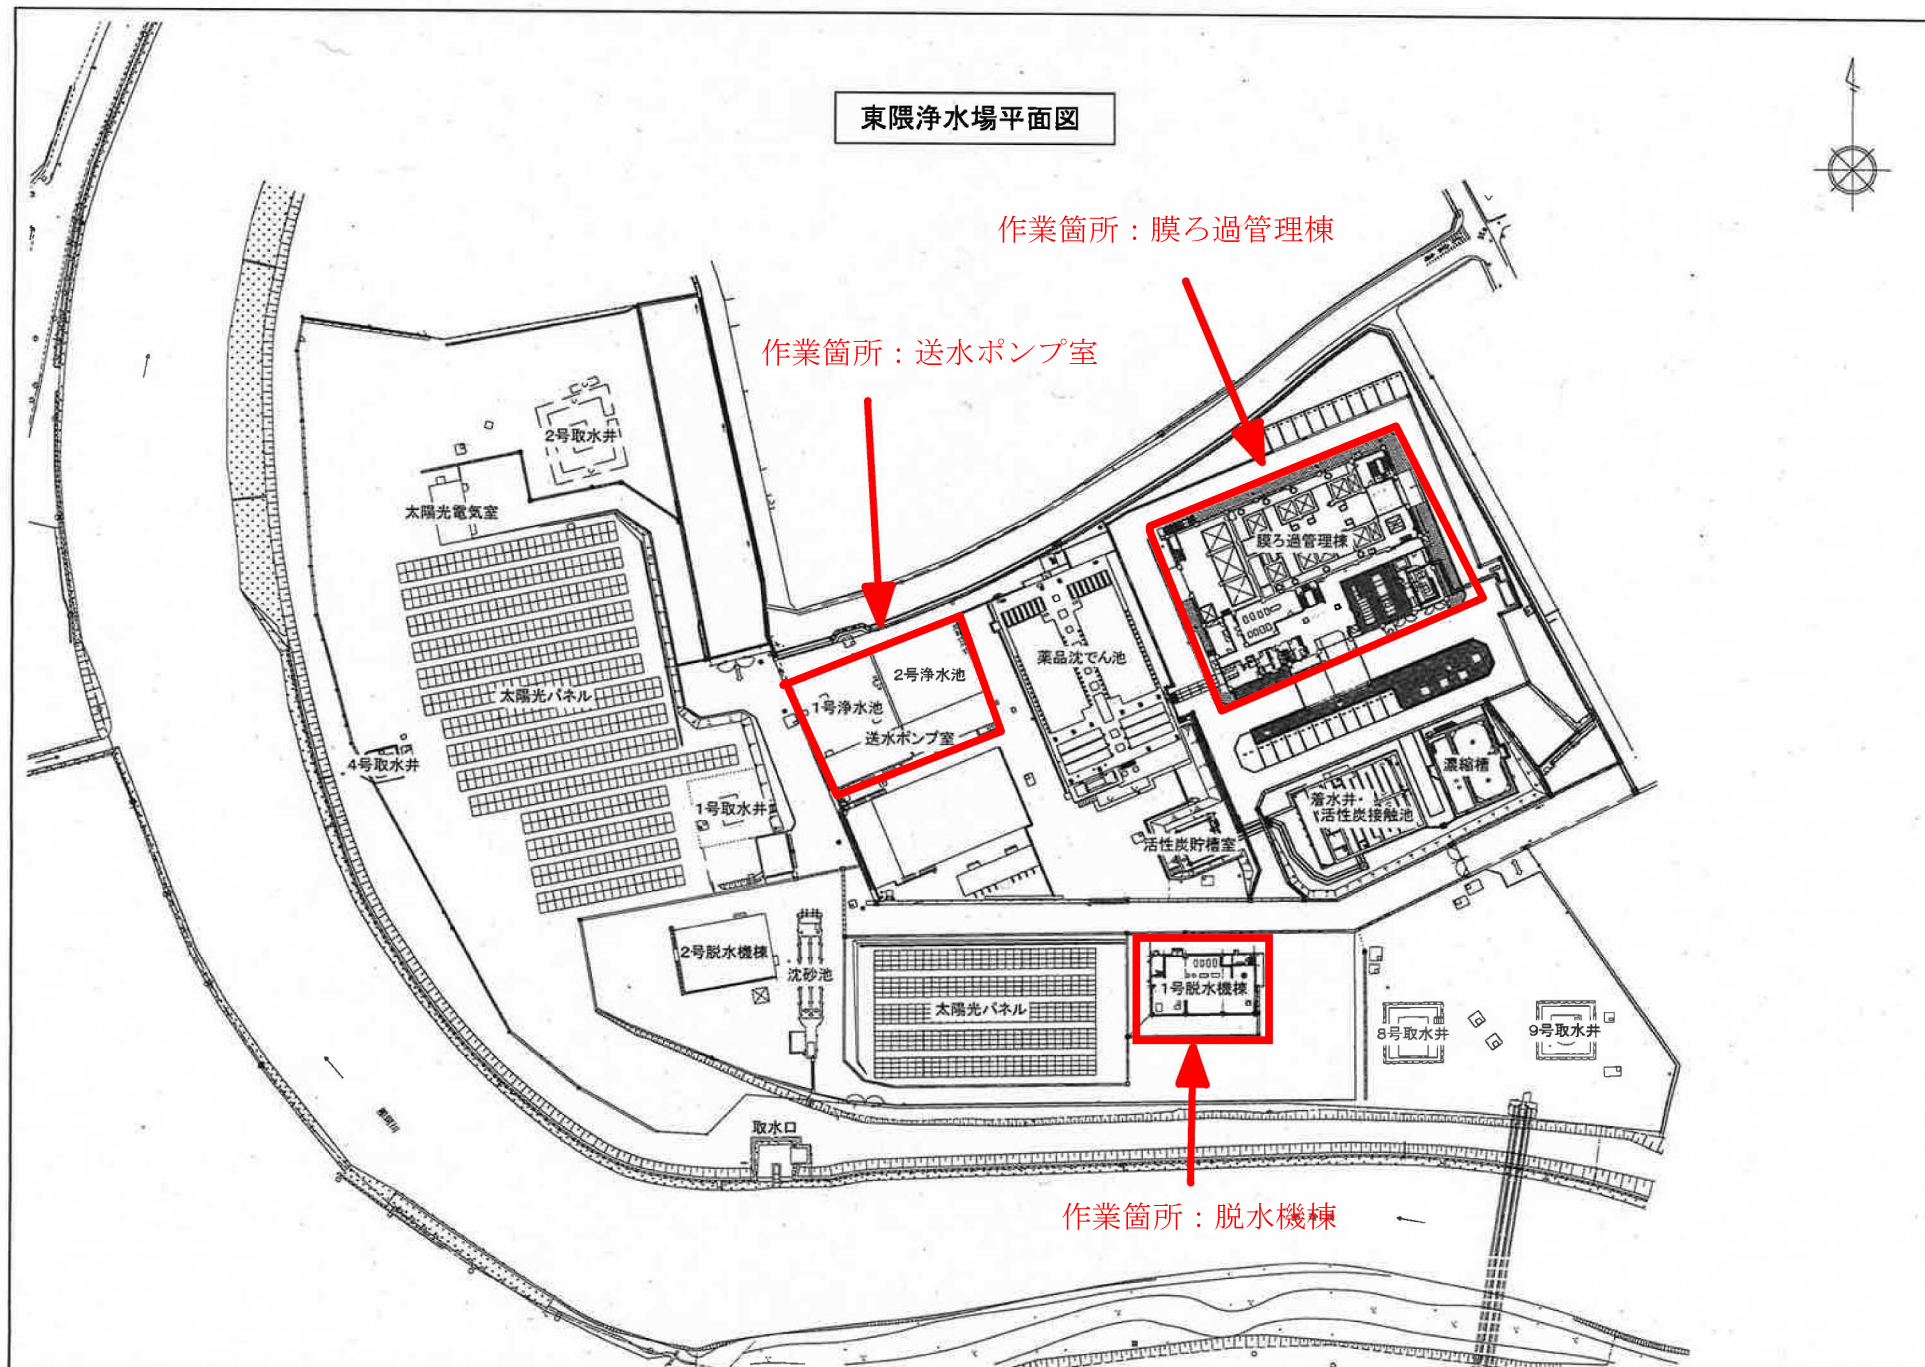 東隈浄水場平面図
作業箇所：膜ろ過管理棟
作業箇所：送水ポンプ室
2号取水井
太陽光電気室
膜ろ過管理棟
薬品沈でん池
2号浄水池
太陽光パネル
1号浄水池
送水ポンプ室
4号取水井
濃縮槽
1号取水井
着水井・
活性炭接触池
活性炭貯槽室
2号脱水機棟
沈砂池
1号脱水機棟
太陽光パネル
8号取水井
9号取水井
取水口
作業箇所：脱水機棟